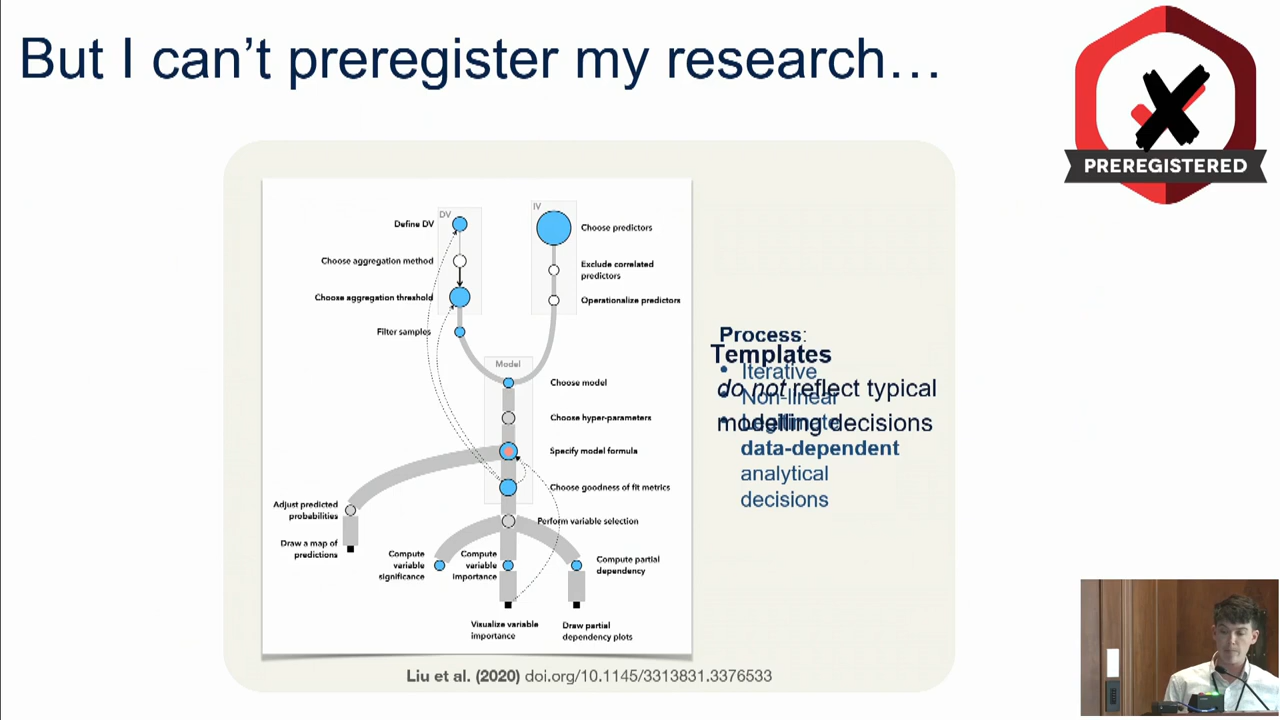 But I can't preregister my research…
PREREGISTERED
DV
IV
Define DV
Choose predictors
Choose aggregation method
Exclude correlated
predictors
Choose aggregation threshold
Operationalize predictors
Filter samples
Model
Choose model
Choose hyper-parameters
Specify model formula
Choose goodness of fit metrics
Adjust predicted
probabilities
Perform variable selection
Draw a map of
predictions
Compute
variable
significance
Compute
variable
importance
Compute partial
dependency
Visualize variable
importance
Draw partial
dependency plots
Process:
• Iterative
• Non-linear
• Legitimate
data-dependent
analytical
decisions
Templates
do not reflect typical
modelling decisions
Liu et al. (2020) doi.org/10.1145/3313831.3376533